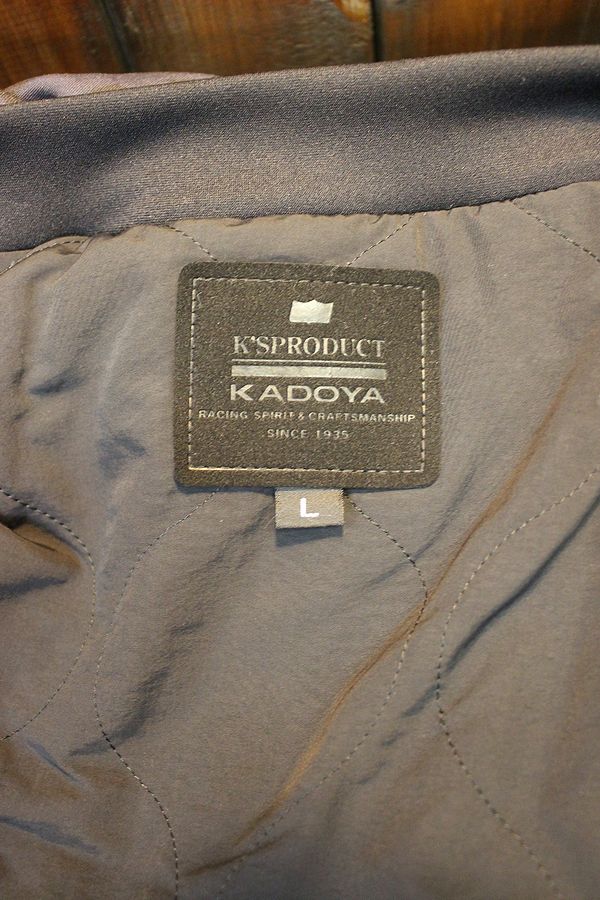 K'SPRODUCT
KADOYA
RACING SPIRIT & CRAFTSMANSHIP
SINCE 1935
L